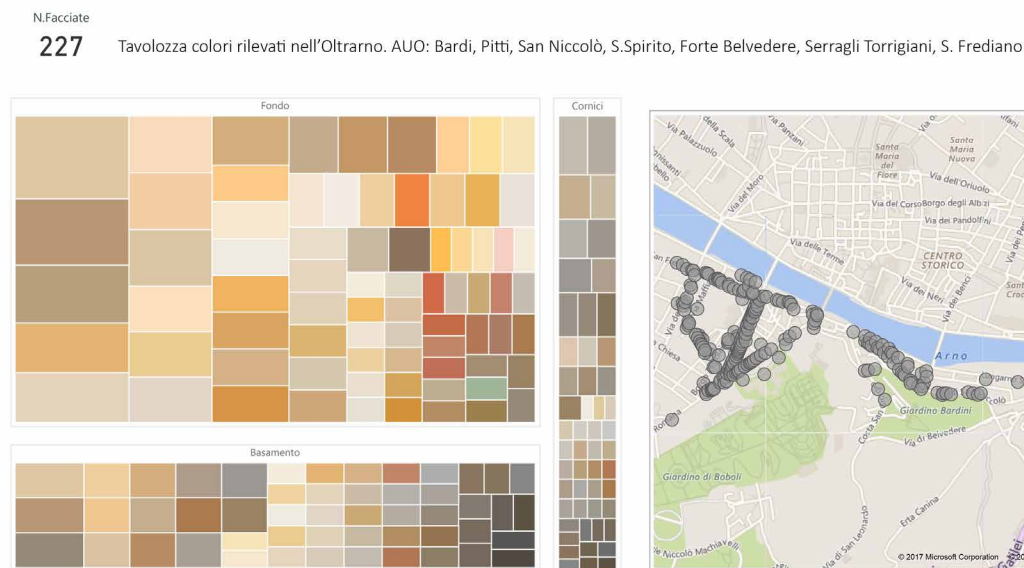 N.Facciate
227
Tavolozza colori rilevati nell'Oltrarno. AUO: Bardi, Pitti, San Niccolò, S.Spirito, Forte Belvedere, Serragli Torrigiani, S. Frediano
Fondo
Cornici
Basamento
Via Palazzuolo
della Scala
Via Panzani
Santa
Maria
del
Fiore
Santa
Maria
Nuova
Via dell'Oriuolo
Via del Moro
Via del Corso
Borgo degli Albizi
Via dei Pandolfini
Via delle Terme
CENTRO
STORICO
Via dei Neri
Via dei Benci
Arno
Chiesa
Giardino Bardini
Costa San
Via di Belvedere
Giardino di Boboli
Erta Canina
Via di San Leonardo
Niccolò Machiavelli
Galilei
© 2017 Microsoft Corporation